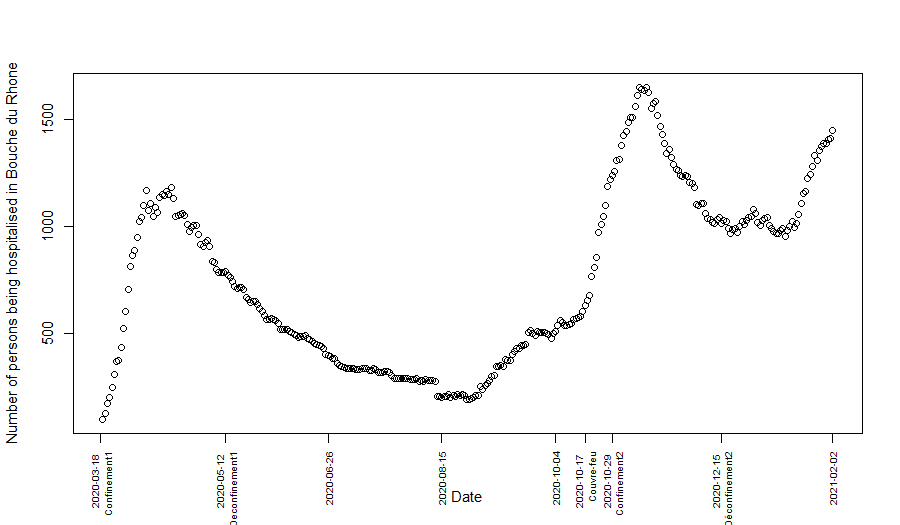 Number of persons being hospitalised in Bouche du Rhone
1500
1000
500
2020-03-18
Confinement1
2020-05-12
Deconfinement1
2020-06-26
2020-08-15
2020-10-04
2020-10-17
Couvre-feu
2020-10-29
Confinement2
2020-12-15
Déconfinement2
2021-02-02
Date